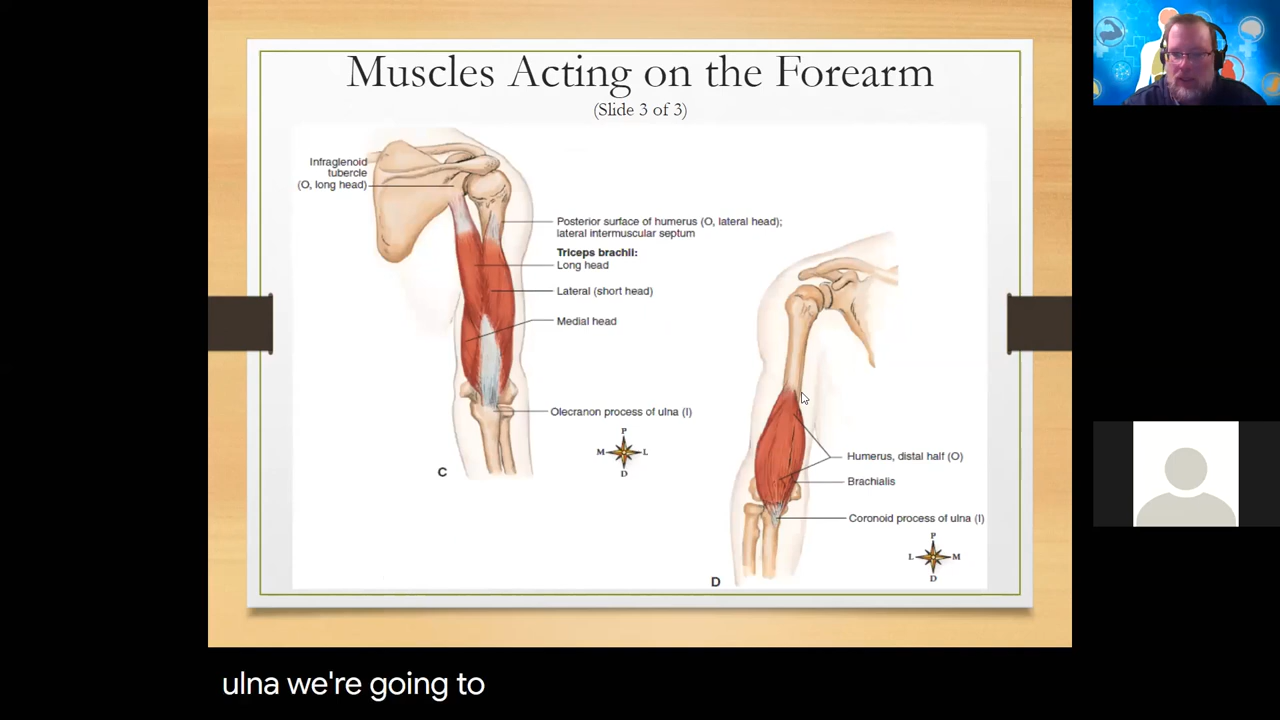 Muscles Acting on the Forearm
(Slide 3 of 3)
Infraglenoid
tubercle
(O, long head)
Posterior surface of humerus (O, lateral head);
lateral intermuscular septum
Triceps brachii:
Long head
Lateral (short head)
Medial head
Olecranon process of ulna (I)
P
M L
D
C
Humerus, distal half (O)
Brachialis
Coronoid process of ulna (I)
P
L M
D
D
ulna we're going to